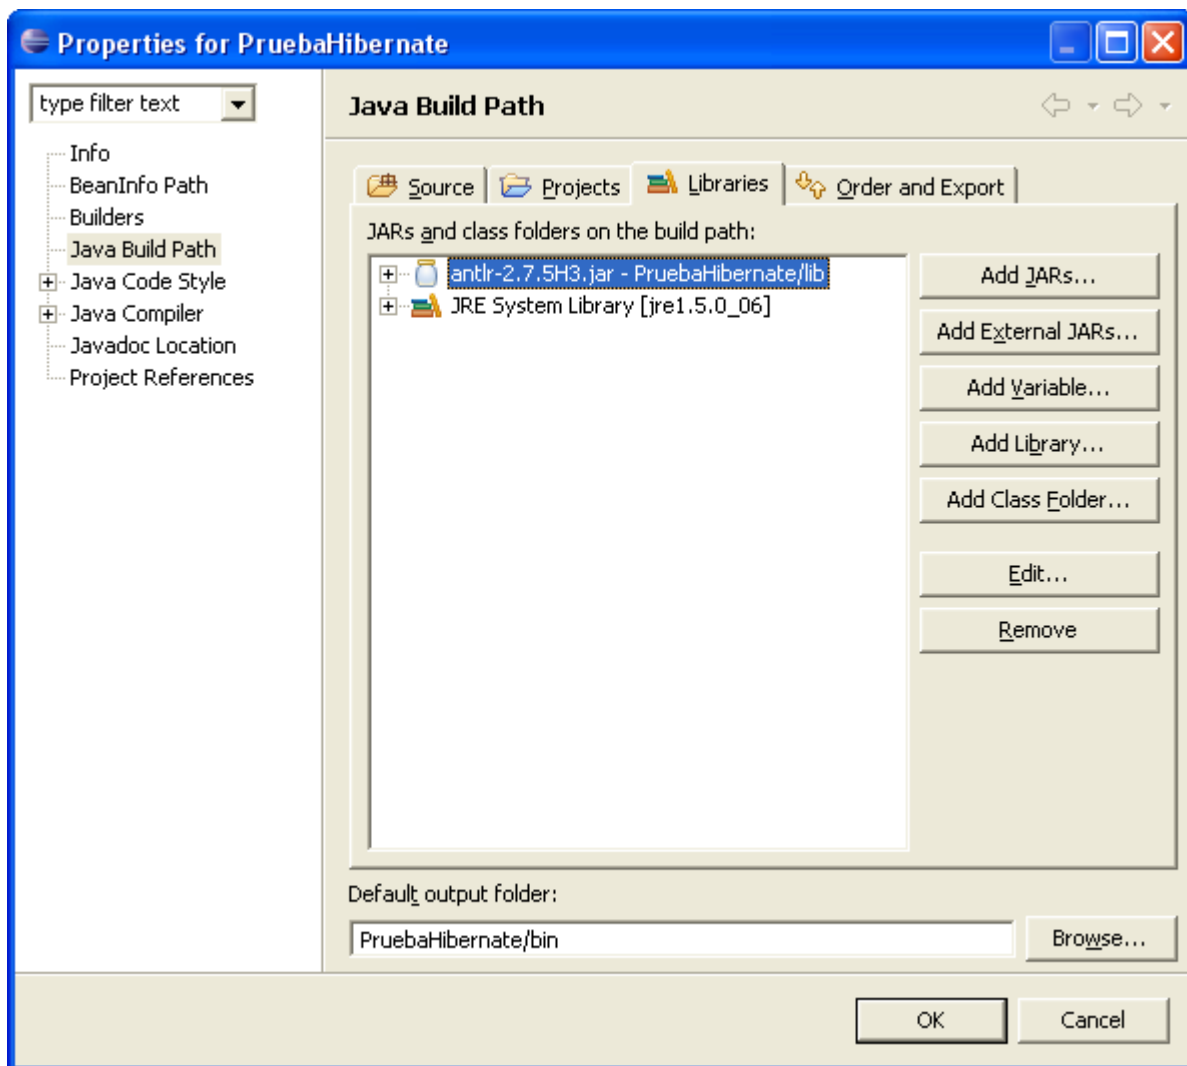 Properties for PruebaHibernate
type filter text
Info
BeanInfo Path
Builders
Java Build Path
Java Code Style
Java Compiler
Javadoc Location
Project References
Java Build Path
Source
Projects
Libraries
Order and Export
JARs and class folders on the build path:
antlr-2.7.5H3.jar - PruebaHibernate/lib
JRE System Library [jre1.5.0_06]
Add JARs...
Add External JARs...
Add Variable...
Add Library...
Add Class Folder...
Edit...
Remove
Default output folder:
PruebaHibernate/bin
Browse...
OK
Cancel